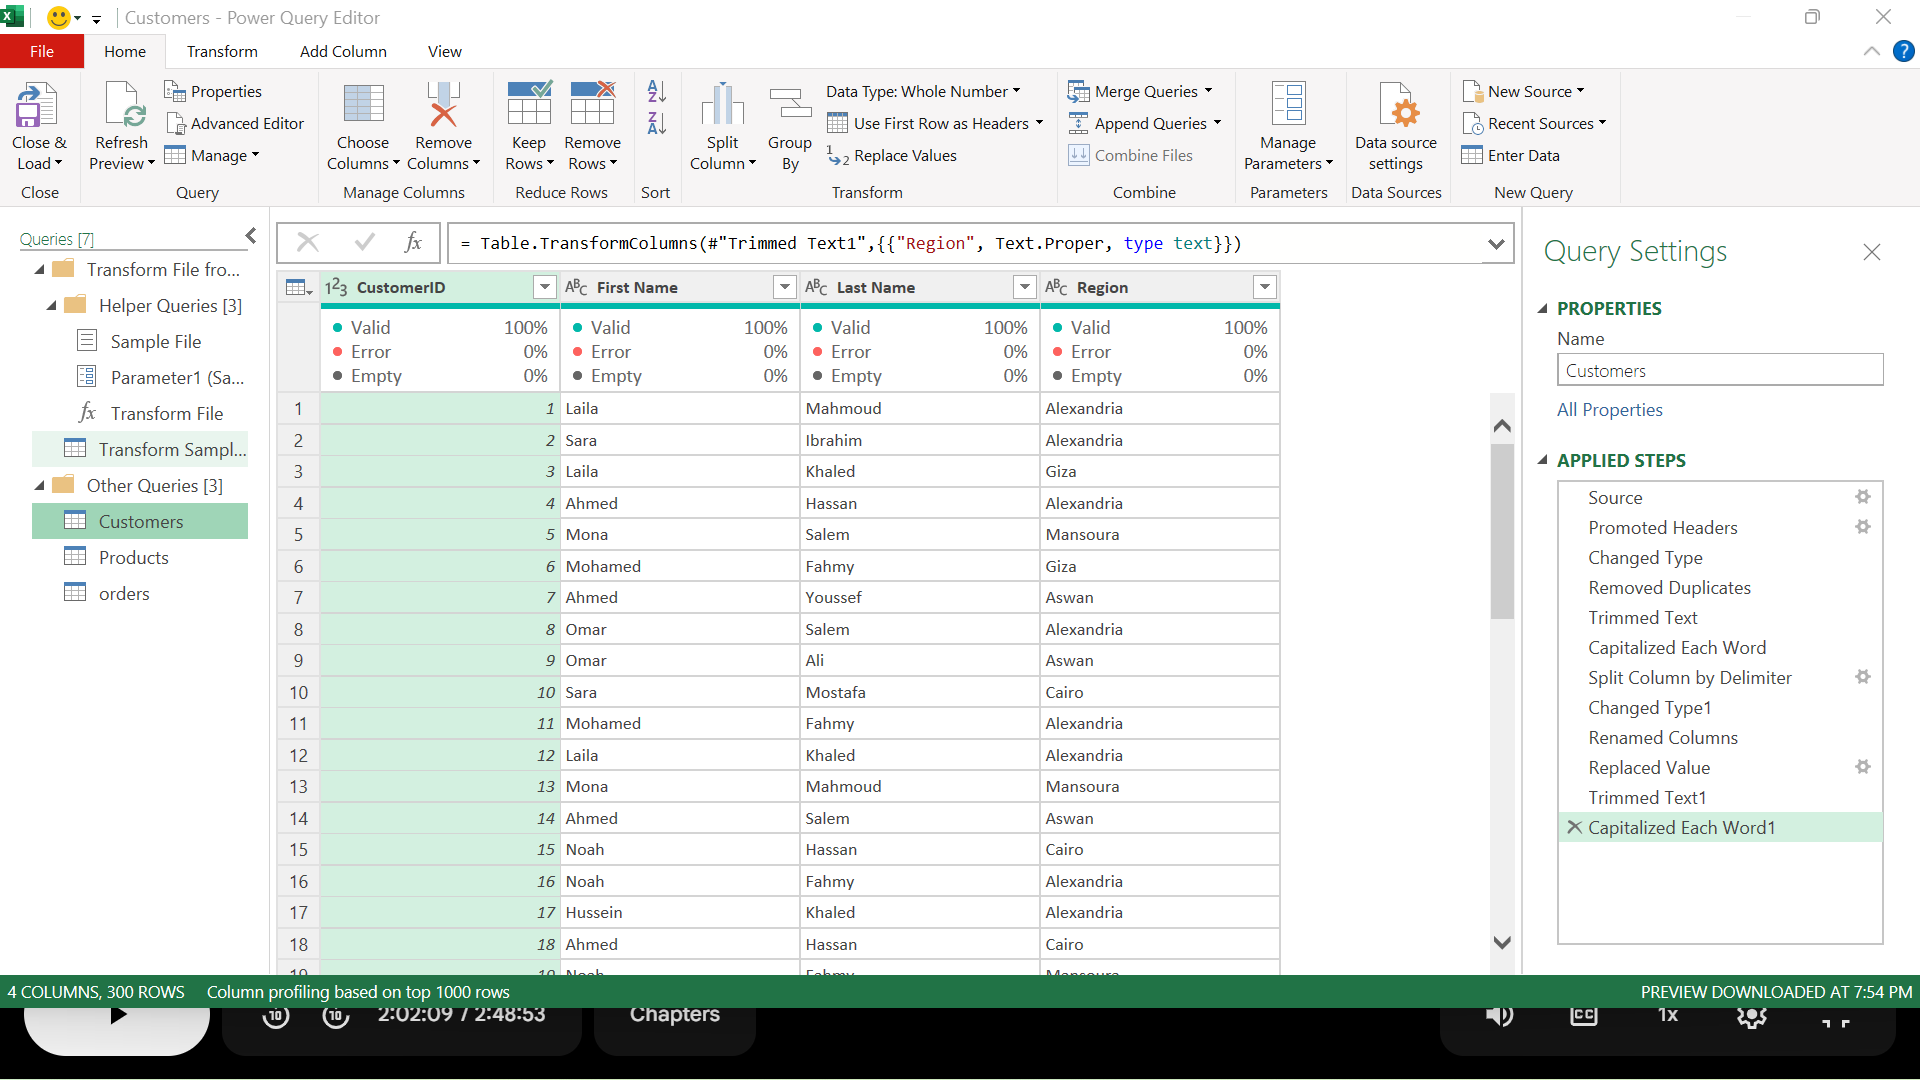 Customers - Power Query Editor
File
Home
Transform
Add Column
View
Close & Load
Close
Refresh Preview
Properties
Advanced Editor
Manage
Query
Choose Columns
Remove Columns
Manage Columns
Keep Rows
Remove Rows
Reduce Rows
Sort
Split Column
Group By
Data Type: Whole Number
Use First Row as Headers
Replace Values
Transform
Merge Queries
Append Queries
Combine Files
Combine
Manage Parameters
Parameters
Data source settings
Data Sources
New Source
Recent Sources
Enter Data
New Query
Queries [7]
Transform File fro...
Helper Queries [3]
Sample File
Parameter1 (Sa...
Transform File
Transform Sampl...
Other Queries [3]
Customers
Products
orders
fx = Table.TransformColumns(#"Trimmed Text1",{{"Region", Text.Proper, type text}})
CustomerID First Name Last Name Region
Valid 100% Valid 100% Valid 100% Valid 100%
Error 0% Error 0% Error 0% Error 0%
Empty 0% Empty 0% Empty 0% Empty 0%
1 1 Laila Mahmoud Alexandria
2 2 Sara Ibrahim Alexandria
3 3 Laila Khaled Giza
4 4 Ahmed Hassan Alexandria
5 5 Mona Salem Mansoura
6 6 Mohamed Fahmy Giza
7 7 Ahmed Youssef Aswan
8 8 Omar Salem Alexandria
9 9 Omar Ali Aswan
10 10 Sara Mostafa Cairo
11 11 Mohamed Fahmy Alexandria
12 12 Laila Khaled Alexandria
13 13 Mona Mahmoud Mansoura
14 14 Ahmed Salem Aswan
15 15 Noah Hassan Cairo
16 16 Noah Fahmy Alexandria
17 17 Hussein Khaled Alexandria
18 18 Ahmed Hassan Cairo
19 19 Noah Fahmy Mansoura
Query Settings
PROPERTIES
Name
Customers
All Properties
APPLIED STEPS
Source
Promoted Headers
Changed Type
Removed Duplicates
Trimmed Text
Capitalized Each Word
Split Column by Delimiter
Changed Type1
Renamed Columns
Replaced Value
Trimmed Text1
Capitalized Each Word1
4 COLUMNS, 300 ROWS Column profiling based on top 1000 rows
PREVIEW DOWNLOADED AT 7:54 PM
10 10 2:02:09 / 2:48:53 Chapters
CC 1x